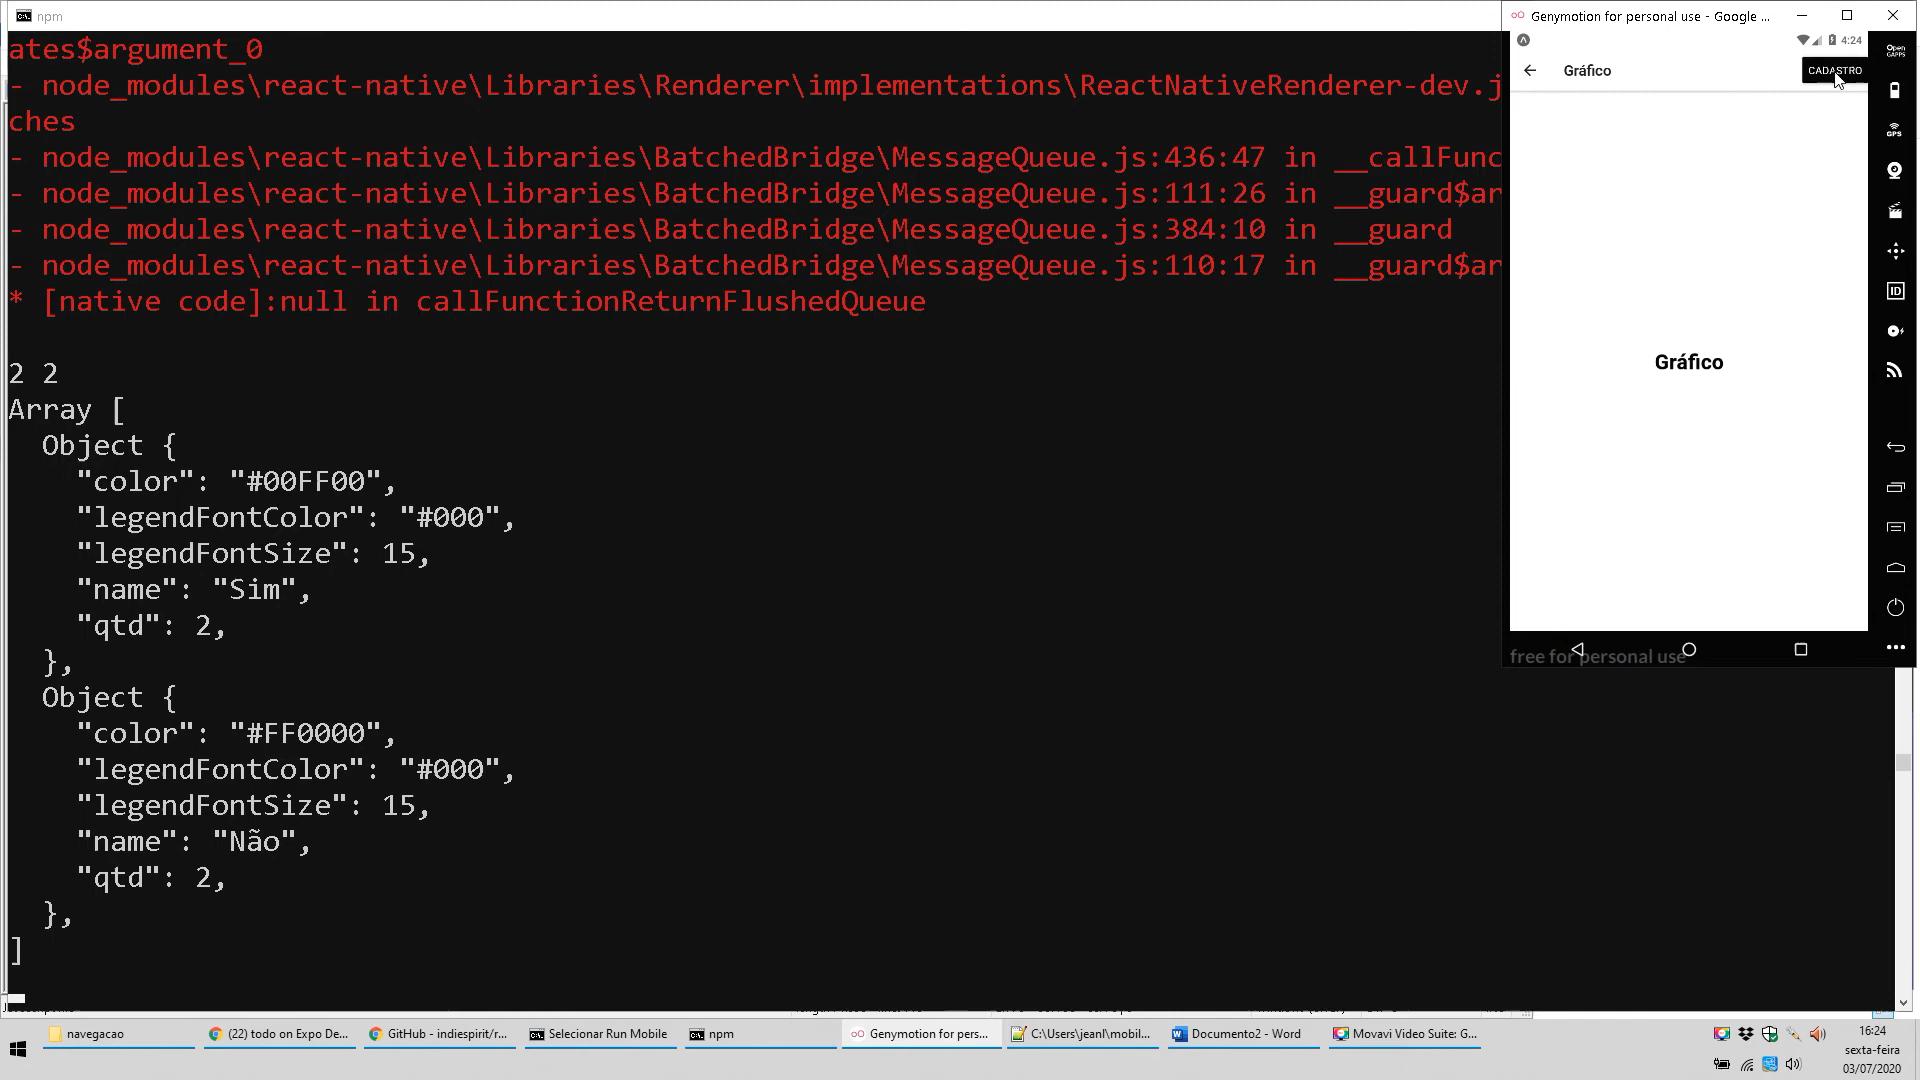 npm
ates$argument_0
- node_modules\react-native\Libraries\Renderer\implementations\ReactNativeRenderer-dev.j
ches
- node_modules\react-native\Libraries\BatchedBridge\MessageQueue.js:436:47 in __callFunc
- node_modules\react-native\Libraries\BatchedBridge\MessageQueue.js:111:26 in __guard$ar
- node_modules\react-native\Libraries\BatchedBridge\MessageQueue.js:384:10 in __guard
- node_modules\react-native\Libraries\BatchedBridge\MessageQueue.js:110:17 in __guard$ar
* [native code]:null in callFunctionReturnFlushedQueue
2 2
Array [
Object {
"color": "#00FF00",
"legendFontColor": "#000",
"legendFontSize": 15,
"name": "Sim",
"qtd": 2,
},
Object {
"color": "#FF0000",
"legendFontColor": "#000",
"legendFontSize": 15,
"name": "Não",
"qtd": 2,
},
]
Genymotion for personal use - Google ...
4:24
Gráfico
CADASTRO
Gráfico
free for personal use
Open GAPPS
GPS
ID
navegacao
(22) todo on Expo De...
GitHub - indiespirit/r...
Selecionar Run Mobile
npm
Genymotion for pers...
C:\Users\jeanl\mobil...
Documento2 - Word
Movavi Video Suite: G...
16:24
sexta-feira
03/07/2020